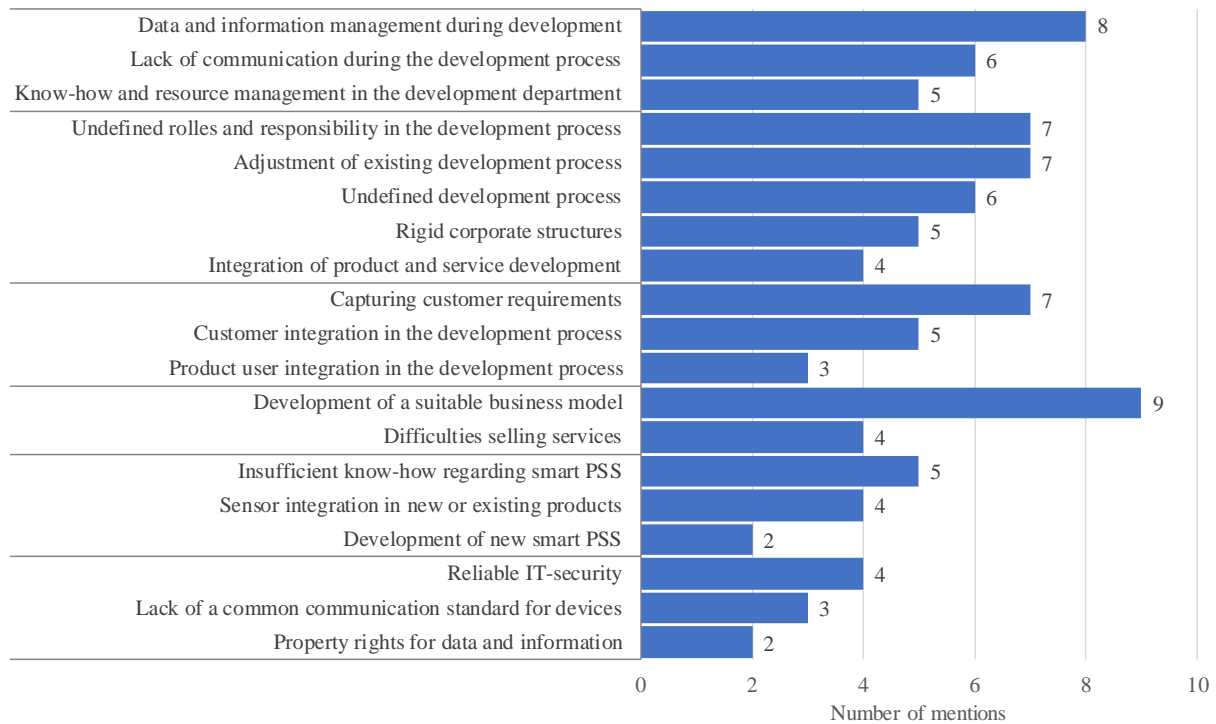 Data and information management during development 8
Lack of communication during the development process 6
Know-how and resource management in the development department 5
Undefined rolles and responsibility in the development process 7
Adjustment of existing development process 7
Undefined development process 6
Rigid corporate structures 5
Integration of product and service development 4
Capturing customer requirements 7
Customer integration in the development process 5
Product user integration in the development process 3
Development of a suitable business model 9
Difficulties selling services 4
Insufficient know-how regarding smart PSS 5
Sensor integration in new or existing products 4
Development of new smart PSS 2
Reliable IT-security 4
Lack of a common communication standard for devices 3
Property rights for data and information 2
0 2 4 6 8 10
Number of mentions